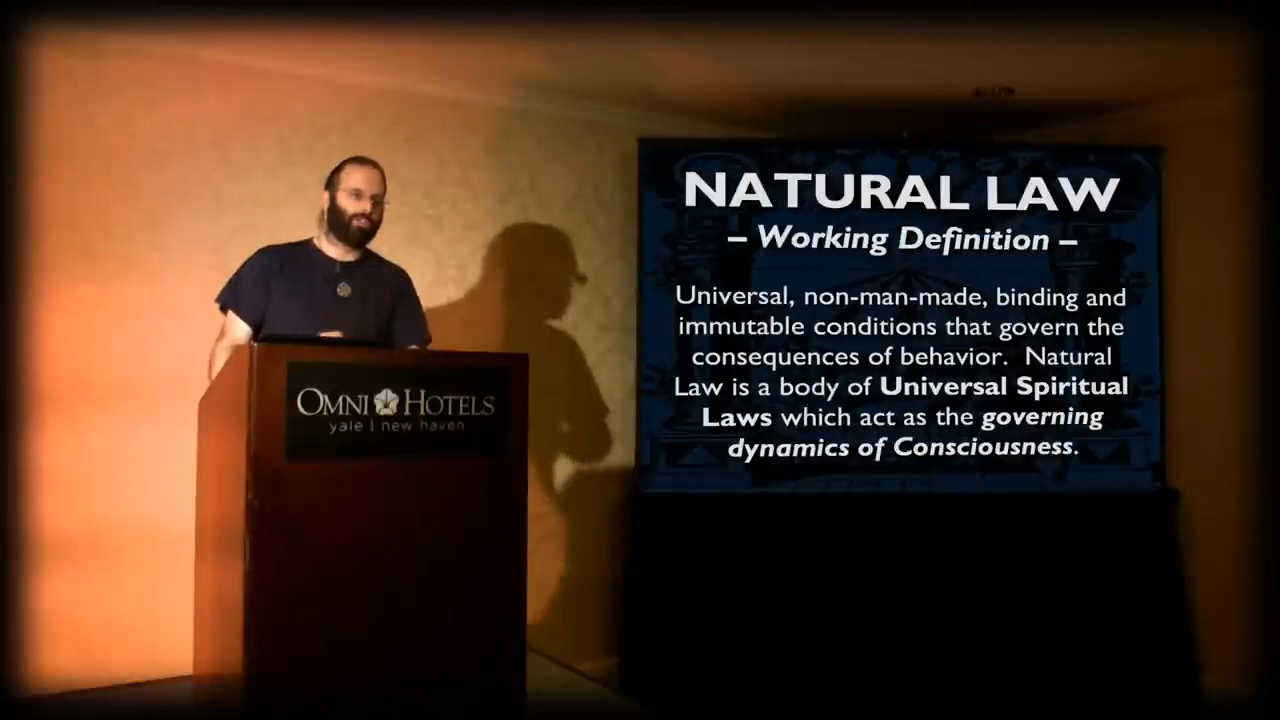 OMNI HOTELS
yale | new haven
NATURAL LAW
– Working Definition –
Universal, non-man-made, binding and
immutable conditions that govern the
consequences of behavior. Natural
Law is a body of Universal Spiritual
Laws which act as the governing
dynamics of Consciousness.